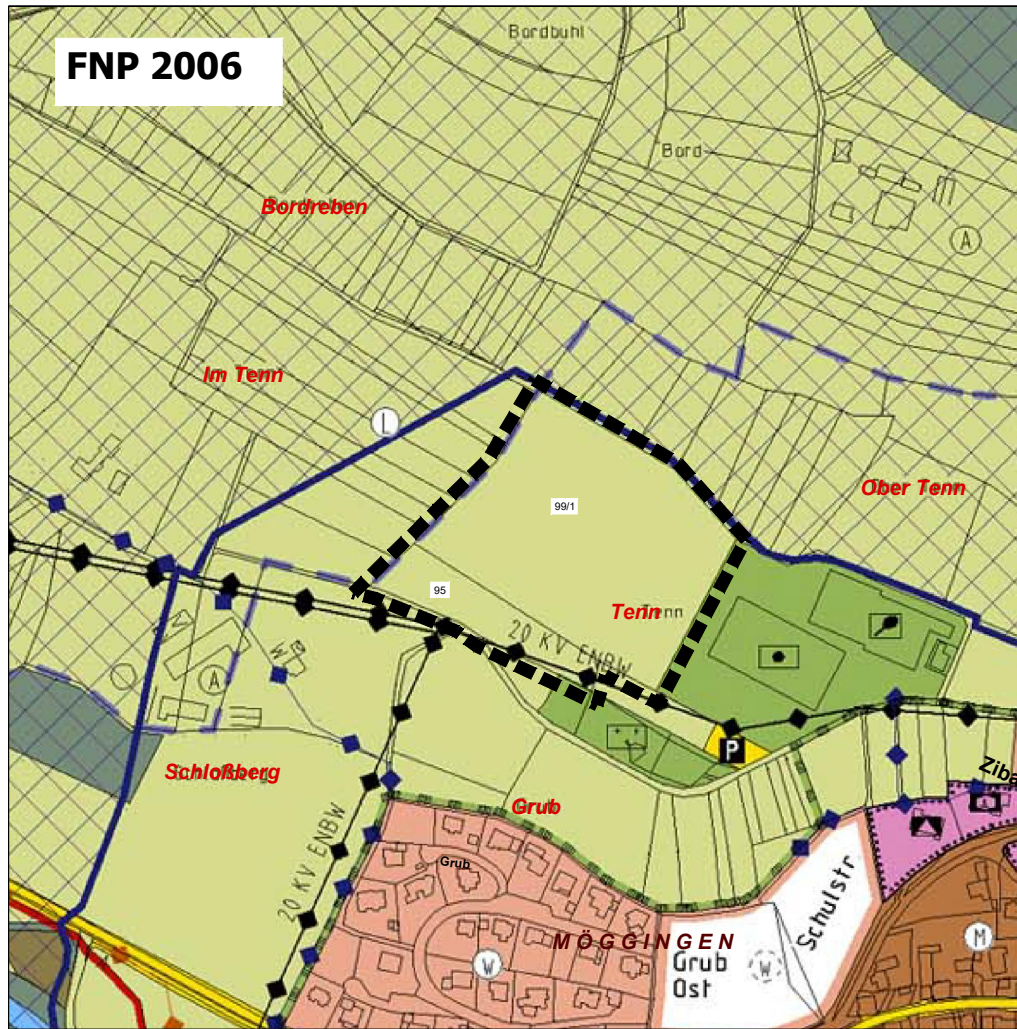 FNP 2006
Bordbuhl
Bord
Bordreben
A
Im Tenn
L
Ober Tenn
99/1
95
Tenn
20 KV ENBW
A
P
Schloßberg
Grub
Ziba
20 KV ENBW
Grub
Schulstr
MÖGGINGEN
W
Grub
Ost
W
M